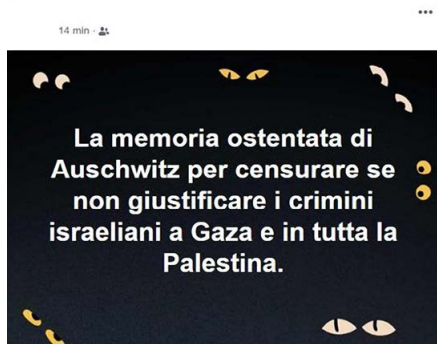 14 min ·
La memoria ostentata di
Auschwitz per censurare se
non giustificare i crimini
israeliani a Gaza e in tutta la
Palestina.